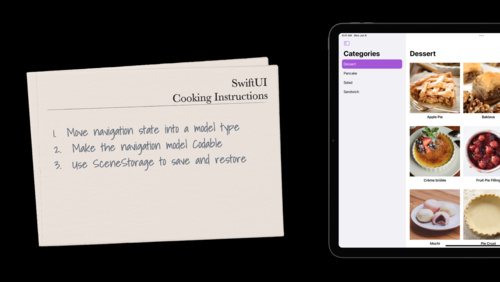 SwiftUI
Cooking Instructions
1. Move navigation state into a model type
2. Make the navigation model Codable
3. Use SceneStorage to save and restore
Categories
Dessert
Pancake
Salad
Sandwich
Dessert
Apple Pie
Baklava
Crème brûlée
Fruit Pie Filling
Mochi
Pie Crust